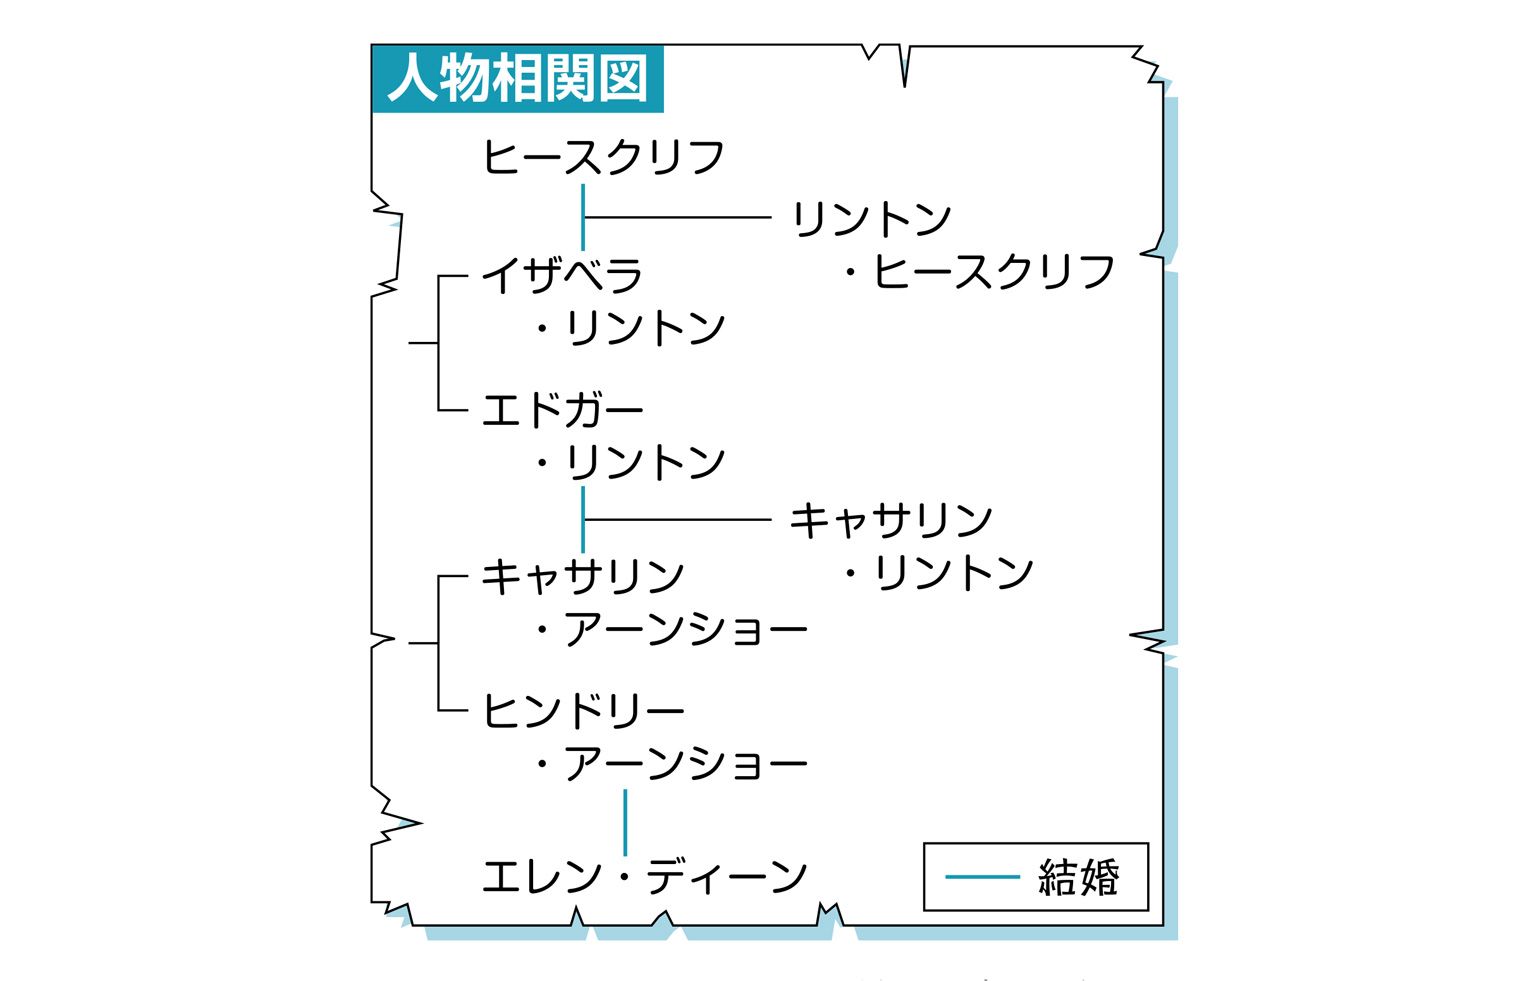 人物相関図
ヒースクリフ
リントン
・ヒースクリフ
イザベラ
・リントン
エドガー
・リントン
キャサリン
・リントン
キャサリン
・アーンショー
ヒンドリー
・アーンショー
エレン・ディーン
結婚